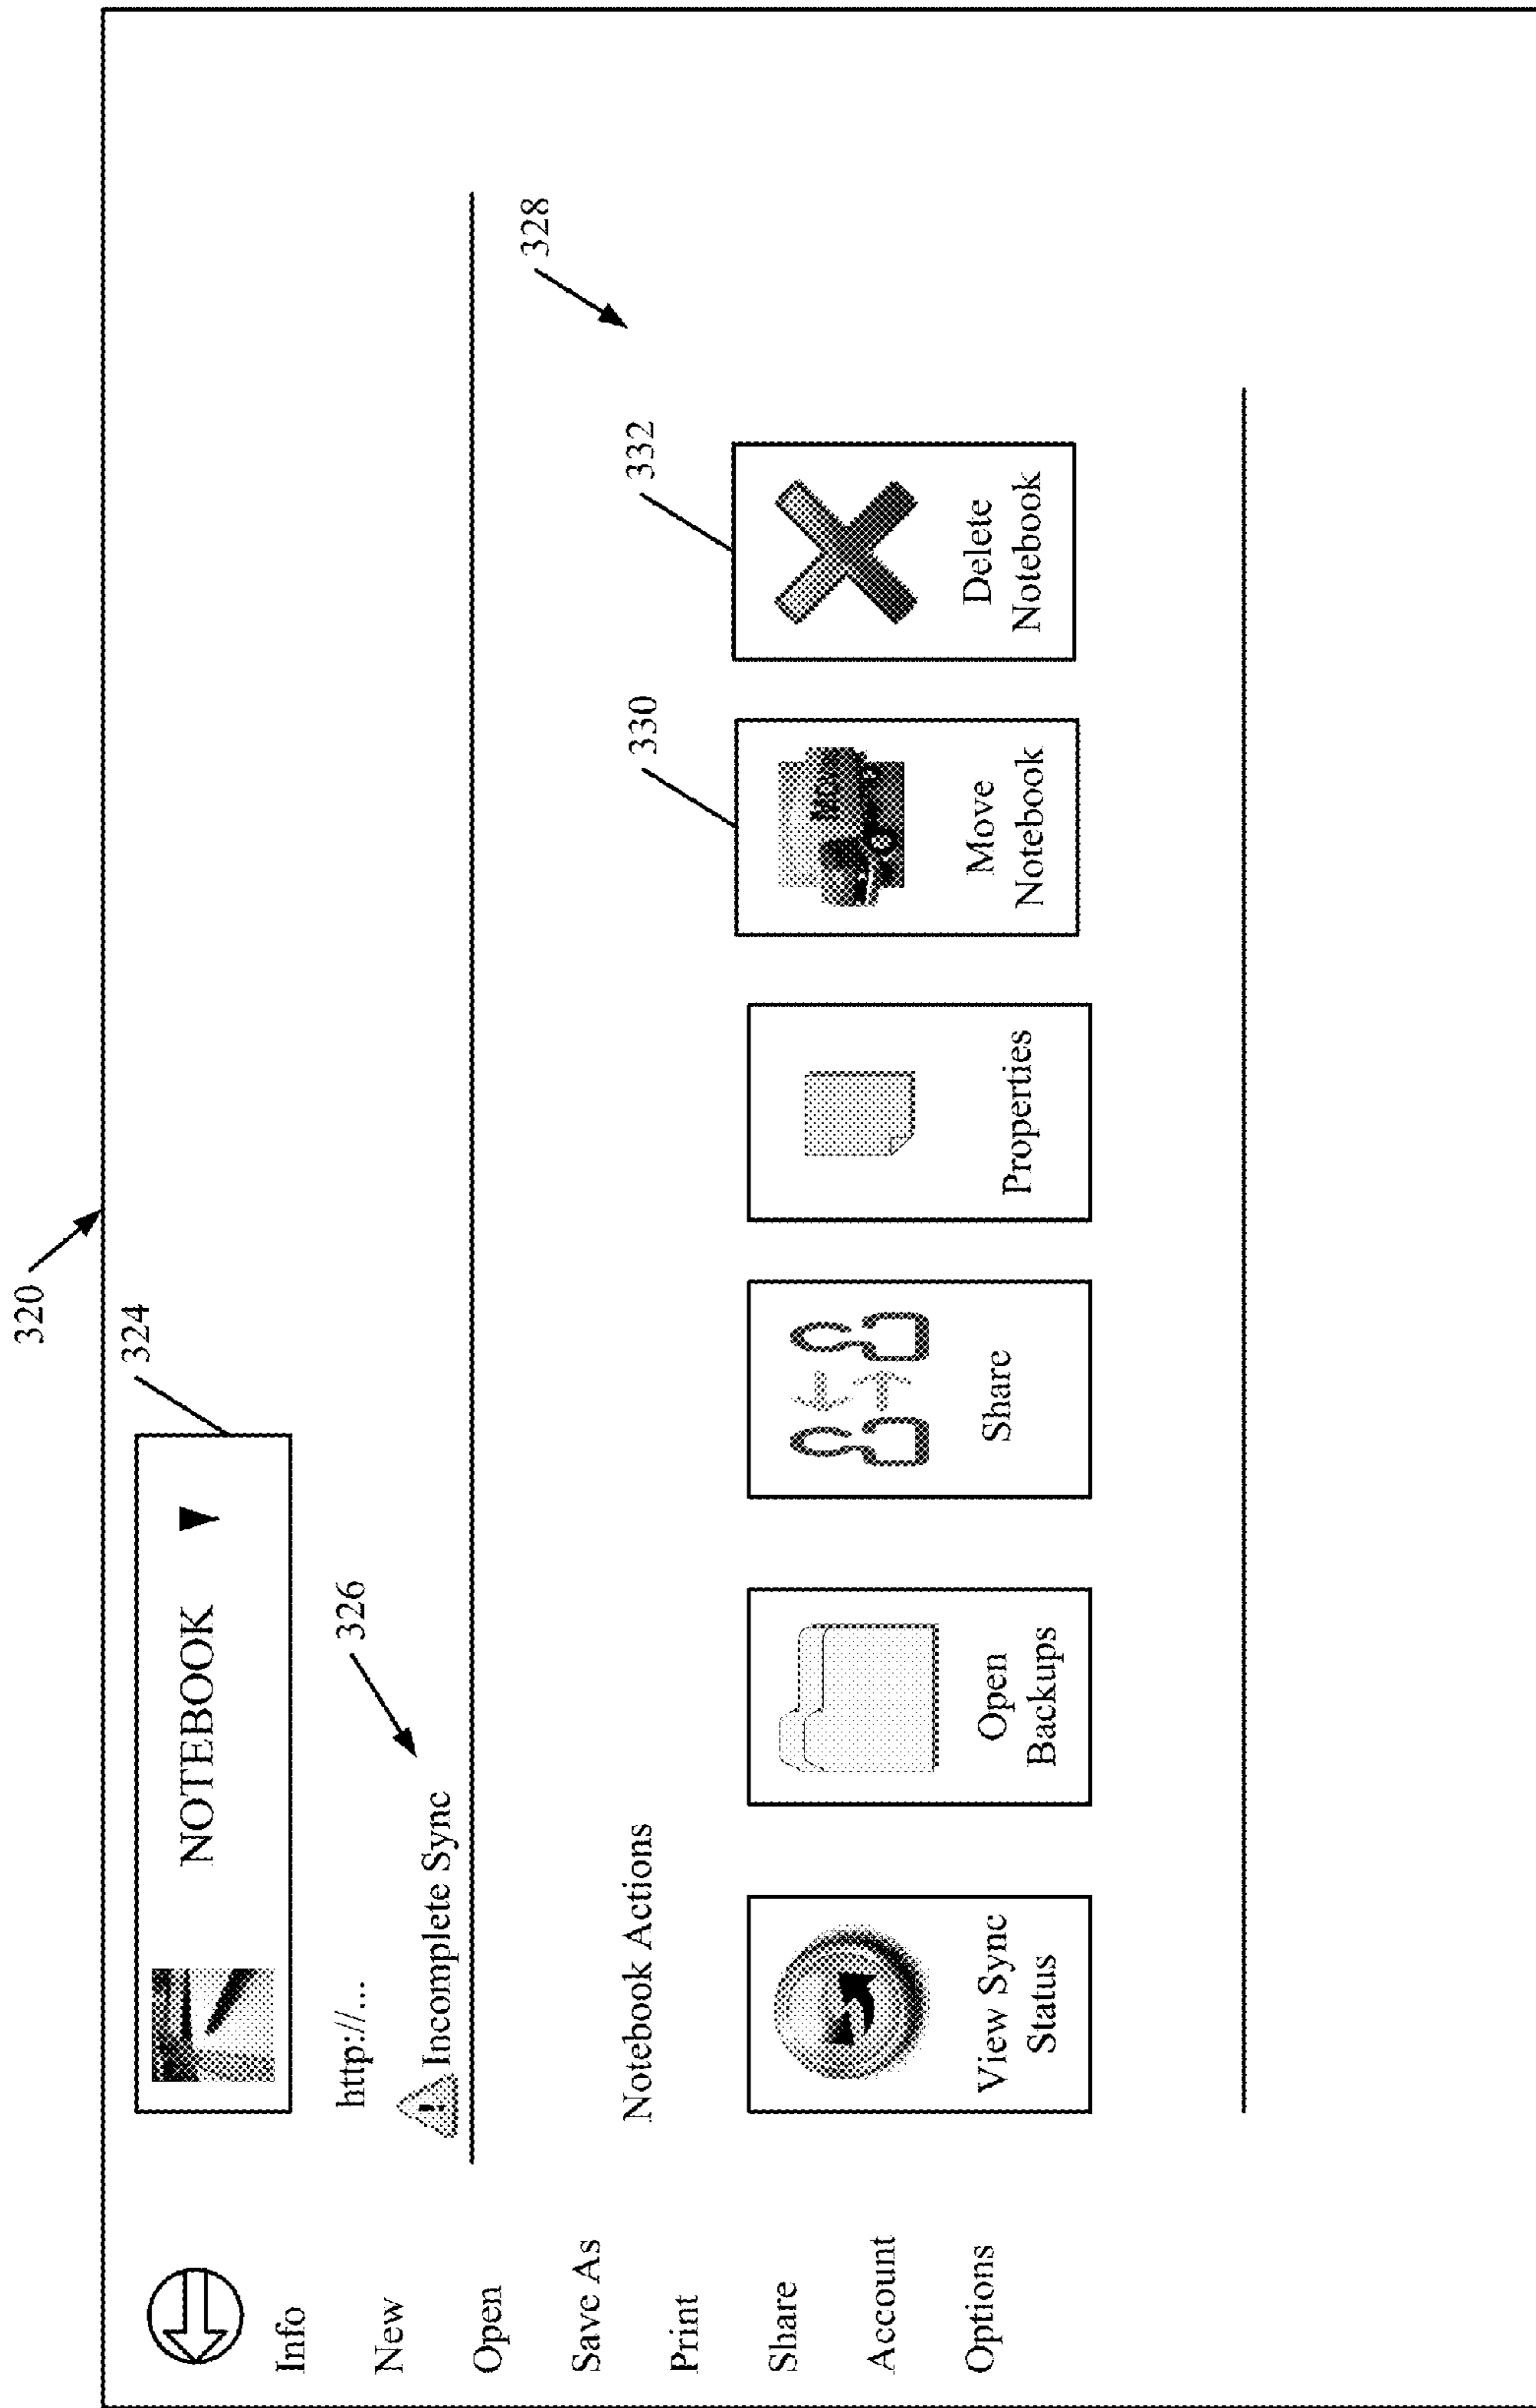 320
324
NOTEBOOK
http://...
326
Incomplete Sync
328
Info
New
Open
Save As
Print
Share
Account
Options
Notebook Actions
330
332
View Sync
Status
Open
Backups
Share
Properties
Move
Notebook
Delete
Notebook